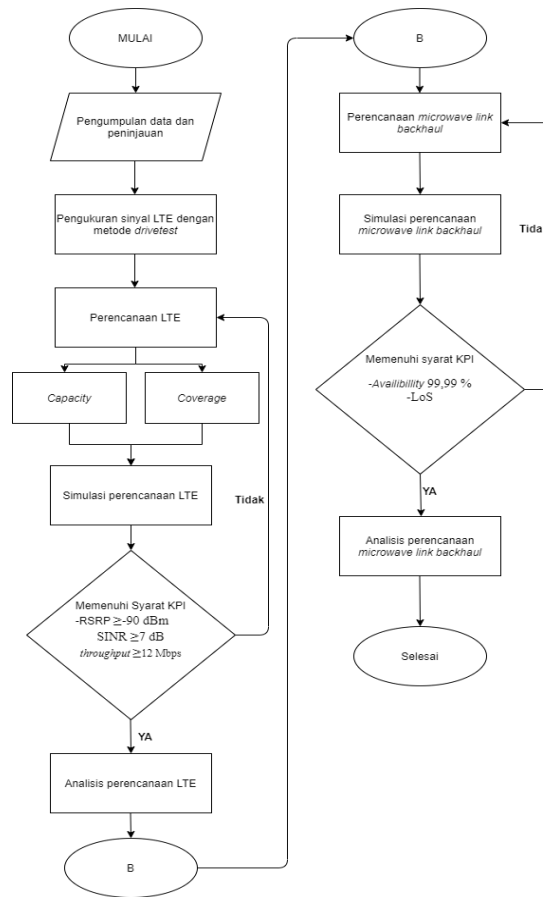 MULAI
Pengumpulan data dan
peninjauan
Pengukuran sinyal LTE dengan
metode drivetest
Perencanaan LTE
Capacity
Coverage
Simulasi perencanaan LTE
Tidak
Memenuhi Syarat KPI
-RSRP ≥-90 dBm
SINR ≥7 dB
throughput ≥12 Mbps
YA
Analisis perencanaan LTE
B
B
Perencanaan microwave link
backhaul
Simulasi perencanaan
microwave link backhaul
Tida
Memenuhi syarat KPI
-Availibillity 99,99 %
-LoS
YA
Analisis perencanaan
microwave link backhaul
Selesai